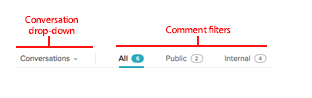 Conversation
drop-down
Comment filters
Conversations
All 6
Public 2
Internal 4